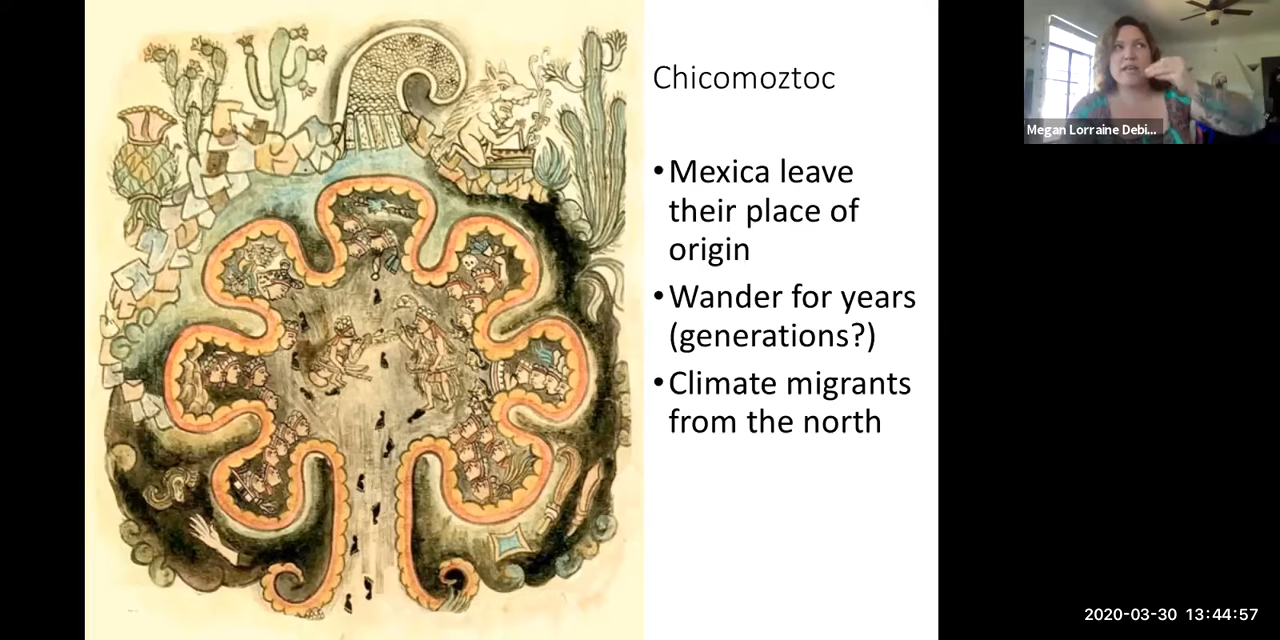 Chicomoztoc
Megan Lorraine Debi...
•Mexica leave
their place of
origin
•Wander for years
(generations?)
•Climate migrants
from the north
2020-03-30 13:44:57